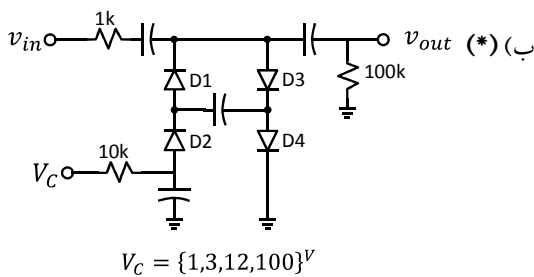 1k
v_in v_out (*) (ب
D1 D3
100k
D2 D4
10k
V_C
V_C = {1,3,12,100}^V